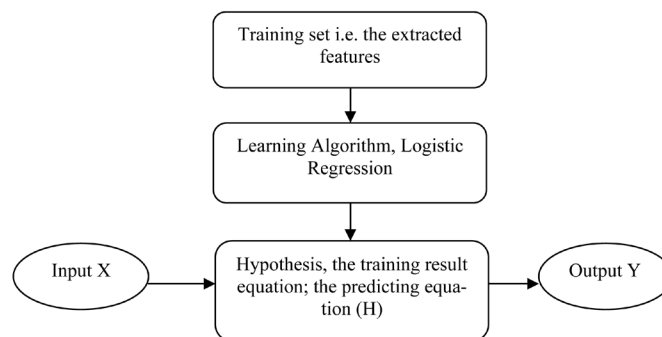 Training set i.e. the extracted
features
Learning Algorithm, Logistic
Regression
Input X
Hypothesis, the training result
equation; the predicting equa-
tion (H)
Output Y